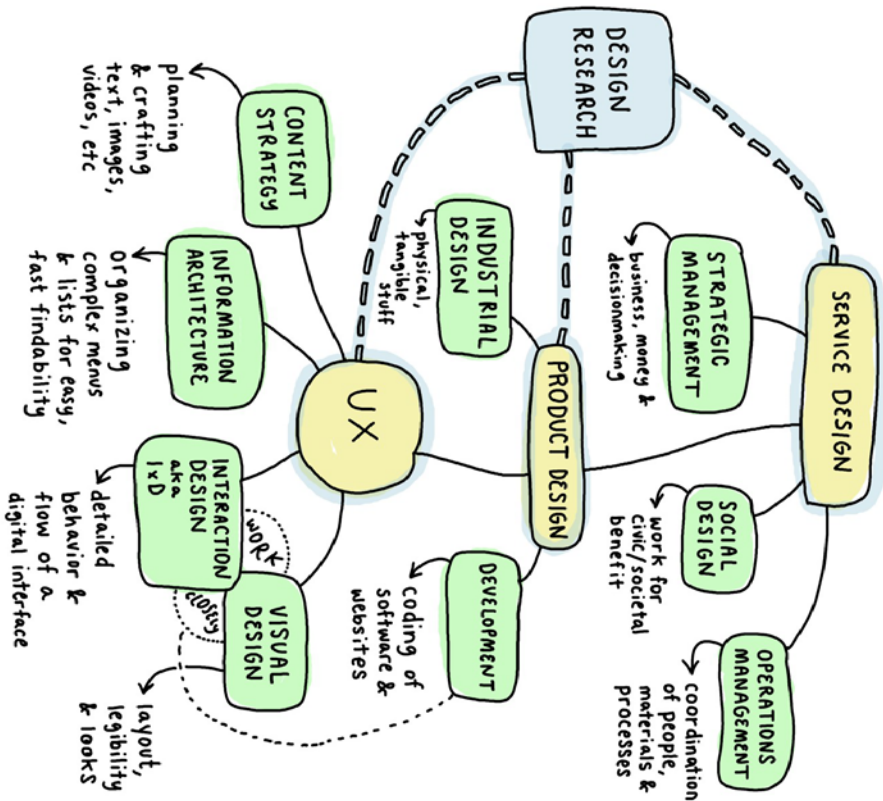 SERVICE DESIGN
DESIGN
RESEARCH
STRATEGIC
MANAGEMENT
business, money &
decisionmaking
SOCIAL
DESIGN
work for
civic/societal
benefit
OPERATIONS
MANAGEMENT
coordination
of people,
materials &
processes
PRODUCT DESIGN
INDUSTRIAL
DESIGN
physical,
tangible
stuff
DEVELOPMENT
coding of
software &
websites
UX
CONTENT
STRATEGY
planning
& crafting
text, images,
videos, etc
INFORMATION
ARCHITECTURE
organizing
complex menus
& lists for easy,
fast findability
INTERACTION
DESIGN
aka
IxD
detailed
behavior &
flow of a
digital interface
WORK
CLOSELY
VISUAL
DESIGN
layout,
legibility
& looks